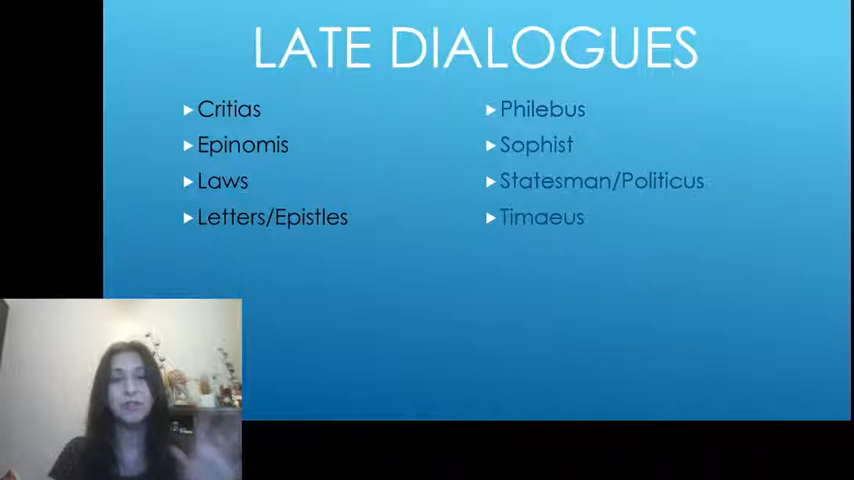 LATE DIALOGUES
Critias
Epinomis
Laws
Letters/Epistles
Philebus
Sophist
Statesman/Politicus
Timaeus